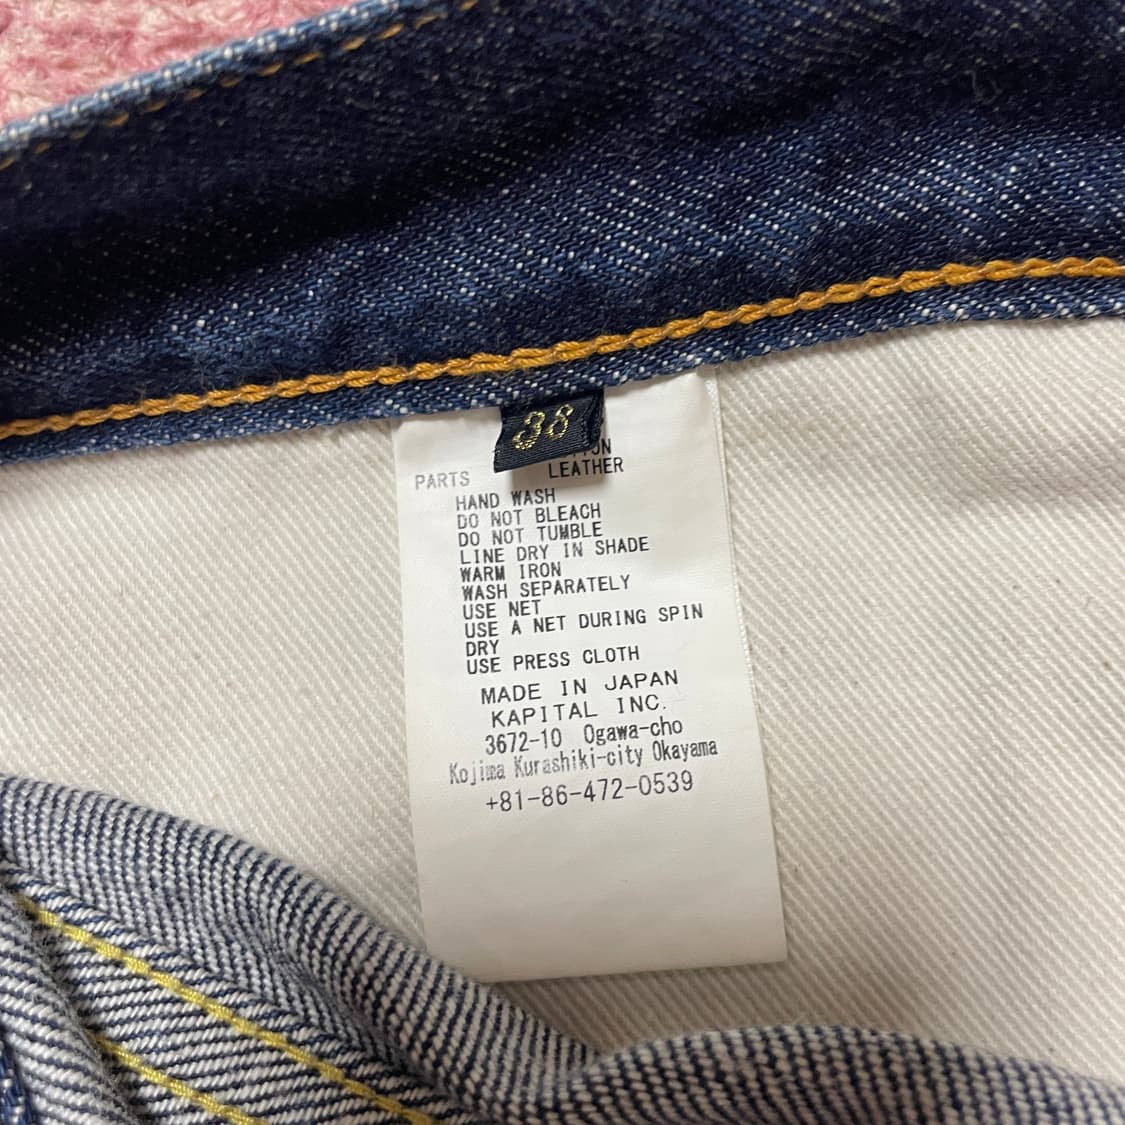 38
PARTS LEATHER
HAND WASH
DO NOT BLEACH
DO NOT TUMBLE
LINE DRY IN SHADE
WARM IRON
WASH SEPARATELY
USE NET
USE A NET DURING SPIN
DRY
USE PRESS CLOTH
MADE IN JAPAN
KAPITAL INC.
3672-10 Ogawa-cho
Kojima Kurashiki-city Okayama
+81-86-472-0539